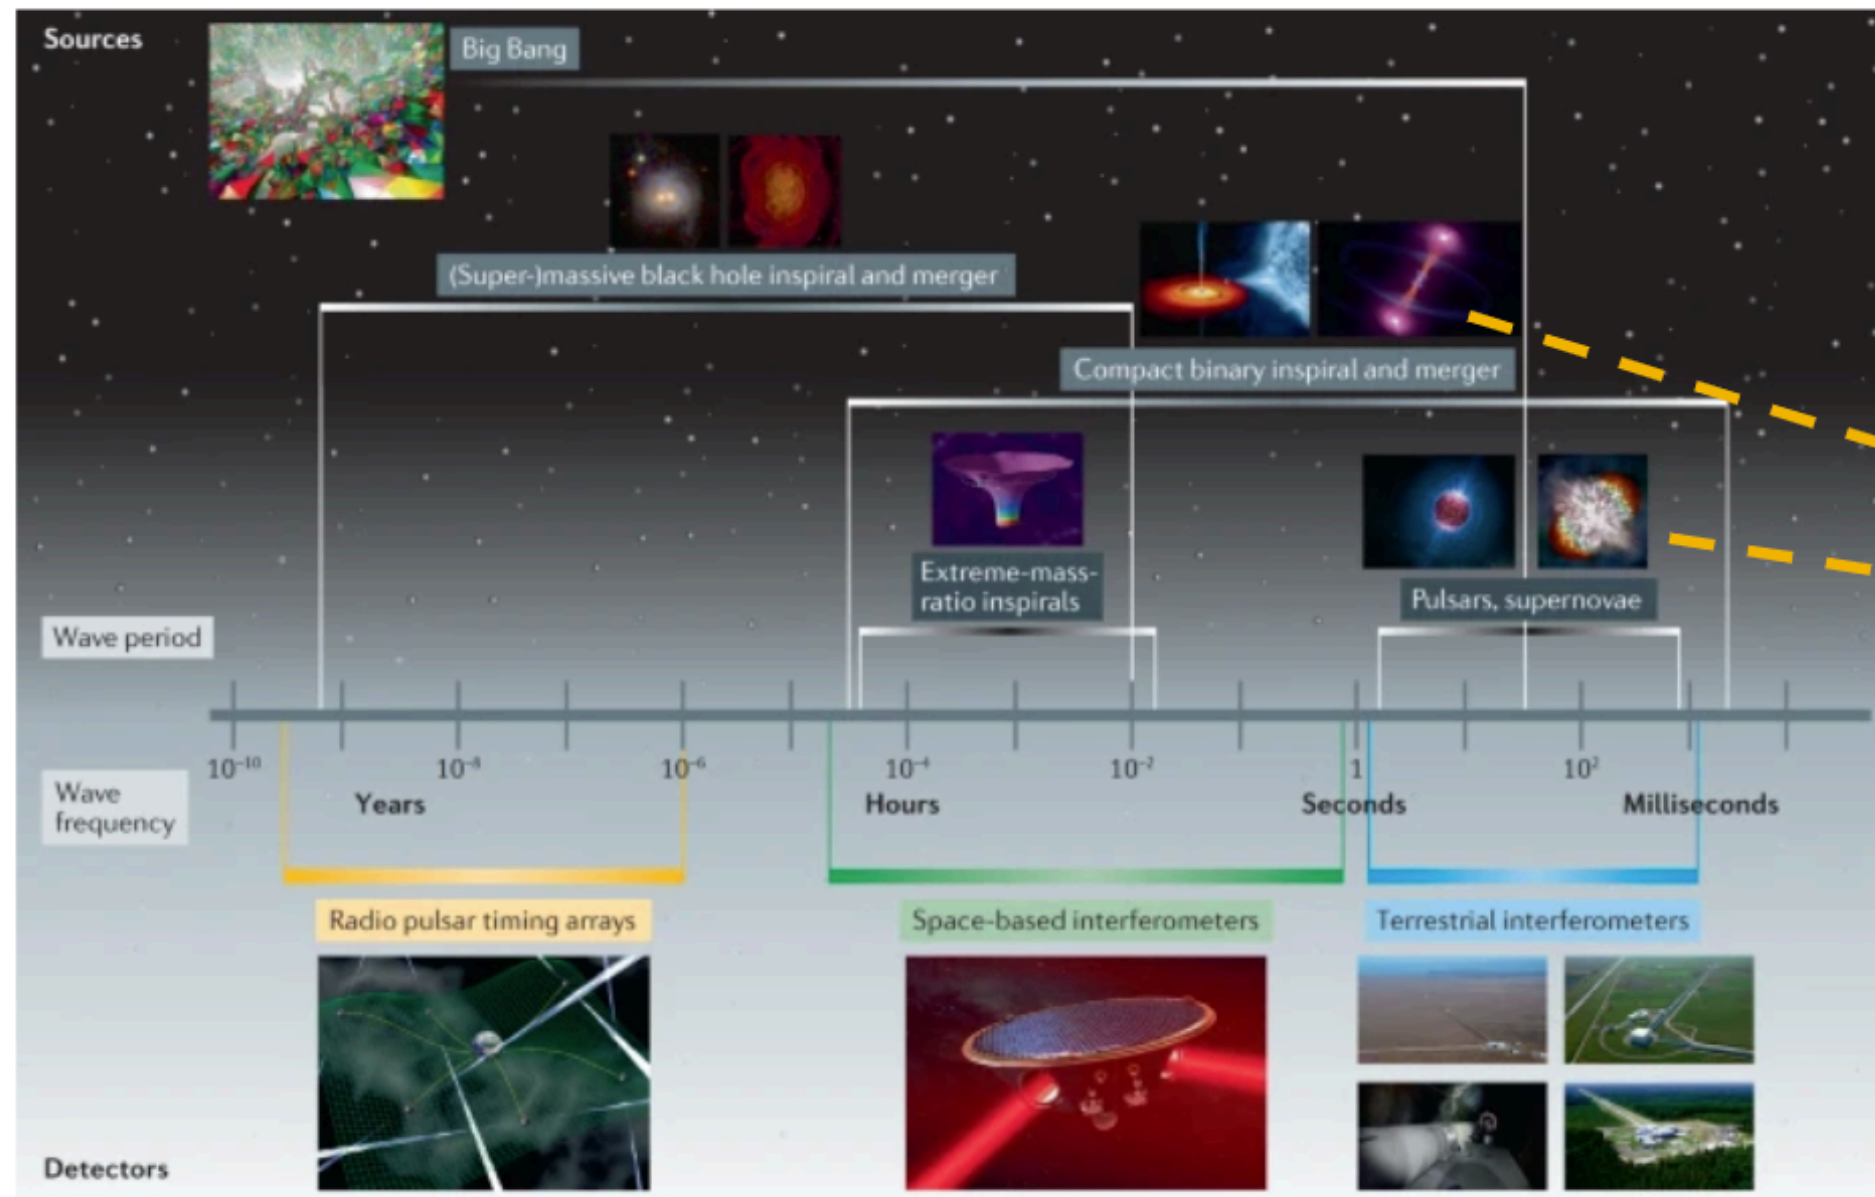 Sources
Big Bang
(Super-)massive black hole inspiral and merger
Compact binary inspiral and merger
Extreme-mass-
ratio inspirals
Pulsars, supernovae
Wave period
10⁻¹⁰
10⁻⁸
10⁻⁶
10⁻⁴
10⁻²
1
10²
Wave
frequency
Years
Hours
Seconds
Milliseconds
Radio pulsar timing arrays
Space-based interferometers
Terrestrial interferometers
Detectors